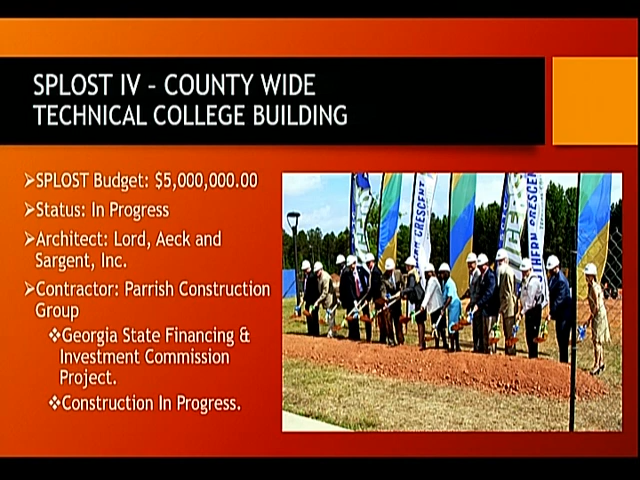 SPLOST IV – COUNTY WIDE
TECHNICAL COLLEGE BUILDING
➢SPLOST Budget: $5,000,000.00
➢Status: In Progress
➢Architect: Lord, Aeck and
Sargent, Inc.
➢Contractor: Parrish Construction
Group
❖Georgia State Financing &
Investment Commission
Project.
❖Construction In Progress.
CRESCENT